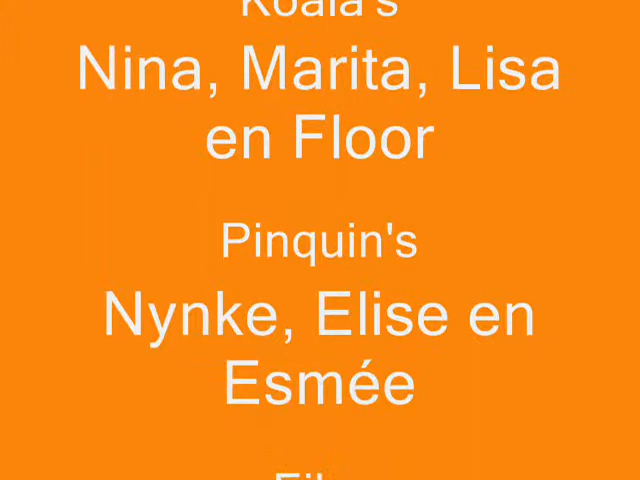 Koala's
Nina, Marita, Lisa
en Floor
Pinquin's
Nynke, Elise en
Esmée